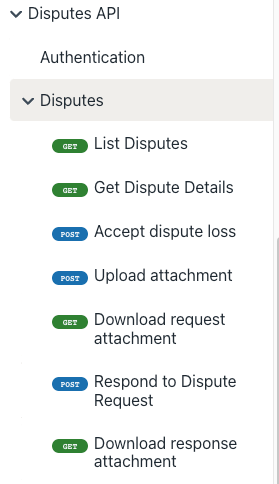 Disputes API
Authentication
Disputes
GET List Disputes
GET Get Dispute Details
POST Accept dispute loss
POST Upload attachment
GET Download request
attachment
POST Respond to Dispute
Request
GET Download response
attachment